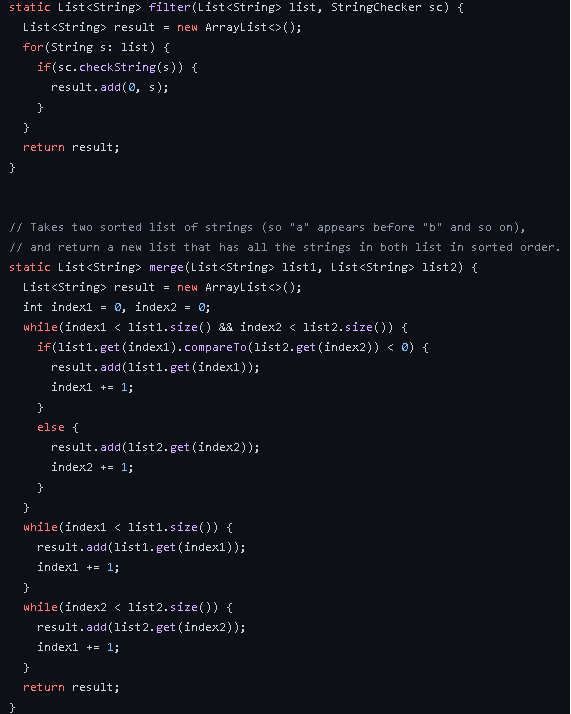 static List<String> filter(List<String> list, StringChecker sc) {
  List<String> result = new ArrayList<>();
  for(String s: list) {
    if(sc.checkString(s)) {
      result.add(0, s);
    }
  }
  return result;
}
// Takes two sorted list of strings (so "a" appears before "b" and so on),
// and return a new list that has all the strings in both list in sorted order.
static List<String> merge(List<String> list1, List<String> list2) {
  List<String> result = new ArrayList<>();
  int index1 = 0, index2 = 0;
  while(index1 < list1.size() && index2 < list2.size()) {
    if(list1.get(index1).compareTo(list2.get(index2)) < 0) {
      result.add(list1.get(index1));
      index1 += 1;
    }
    else {
      result.add(list2.get(index2));
      index2 += 1;
    }
  }
  while(index1 < list1.size()) {
    result.add(list1.get(index1));
    index1 += 1;
  }
  while(index2 < list2.size()) {
    result.add(list2.get(index2));
    index1 += 1;
  }
  return result;
}